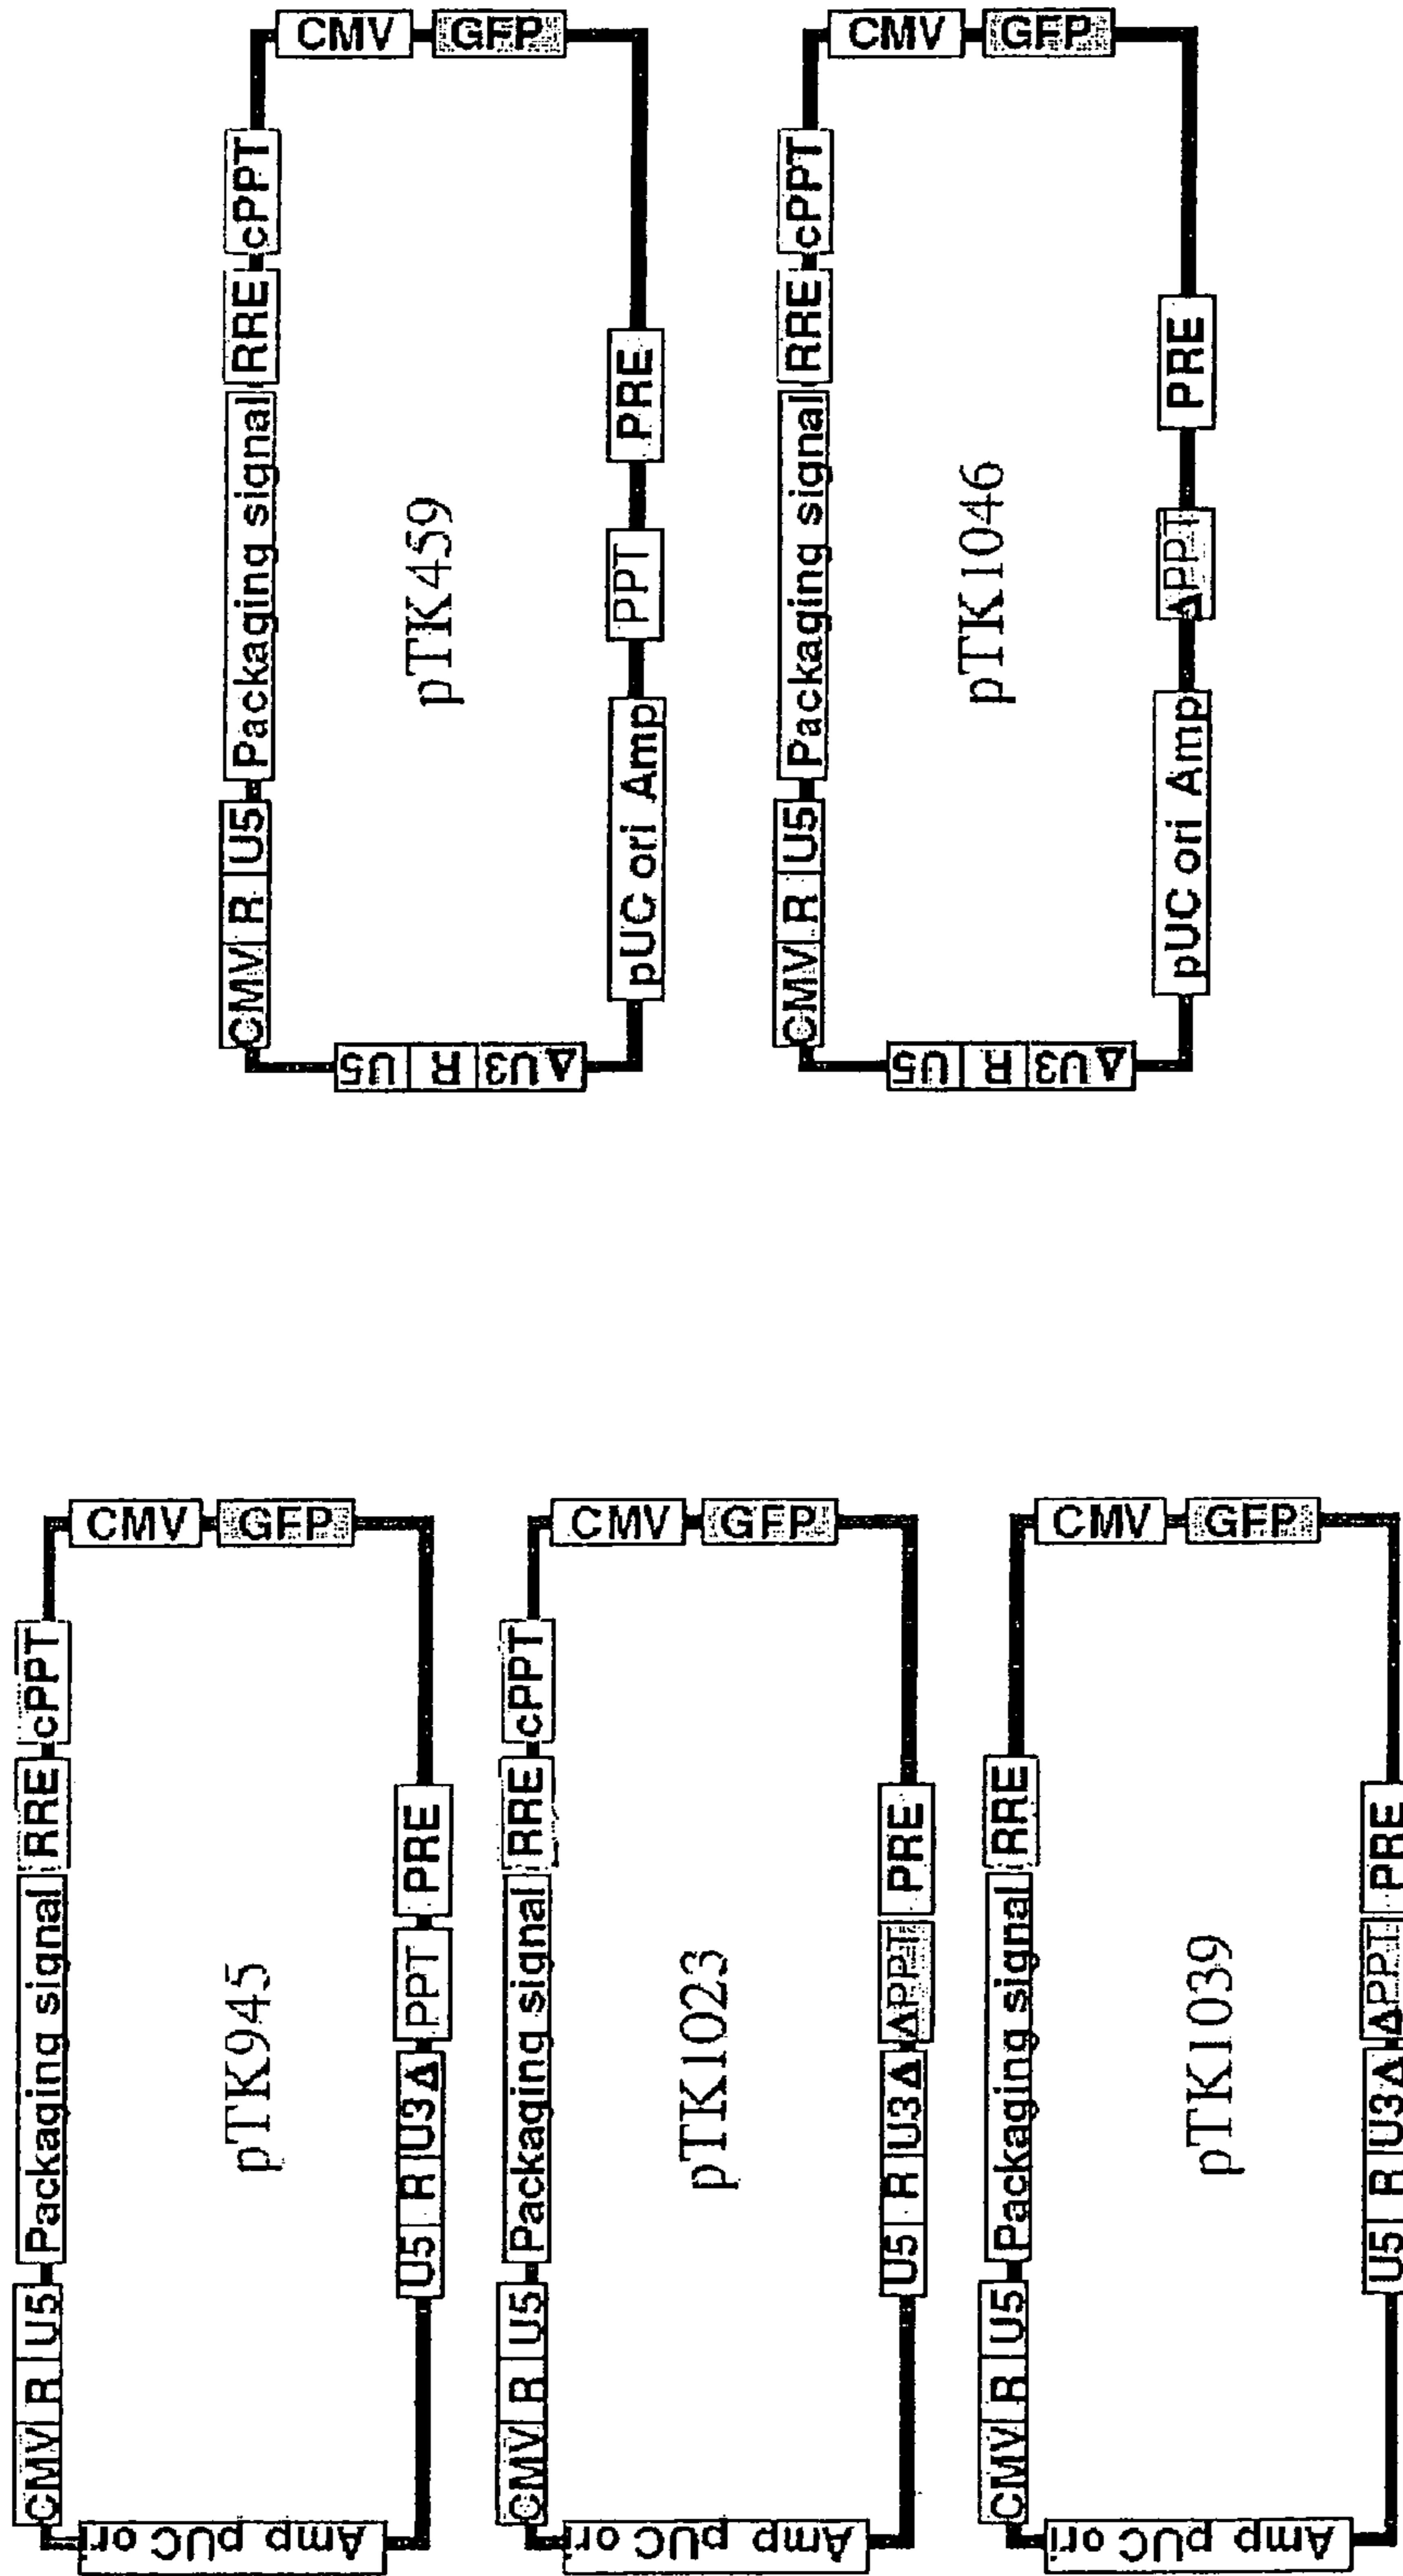 CMV R U5 Packaging signal RRE cPPT
CMV GFP
Amp pUC ori
pTK945
U5 R U3Δ PPT PRE
CMV R U5 Packaging signal RRE cPPT
CMV GFP
Amp pUC ori
pTK1023
U5 R U3Δ ΔPPT PRE
CMV R U5 Packaging signal RRE
CMV GFP
Amp pUC ori
pTK1039
U5 R U3Δ ΔPPT PRE
CMV R U5 Packaging signal RRE cPPT
CMV GFP
ΔU3 R U5
pTK459
pUC ori Amp PPT PRE
CMV R U5 Packaging signal RRE cPPT
CMV GFP
ΔU3 R U5
pTK1046
pUC ori Amp ΔPPT PRE